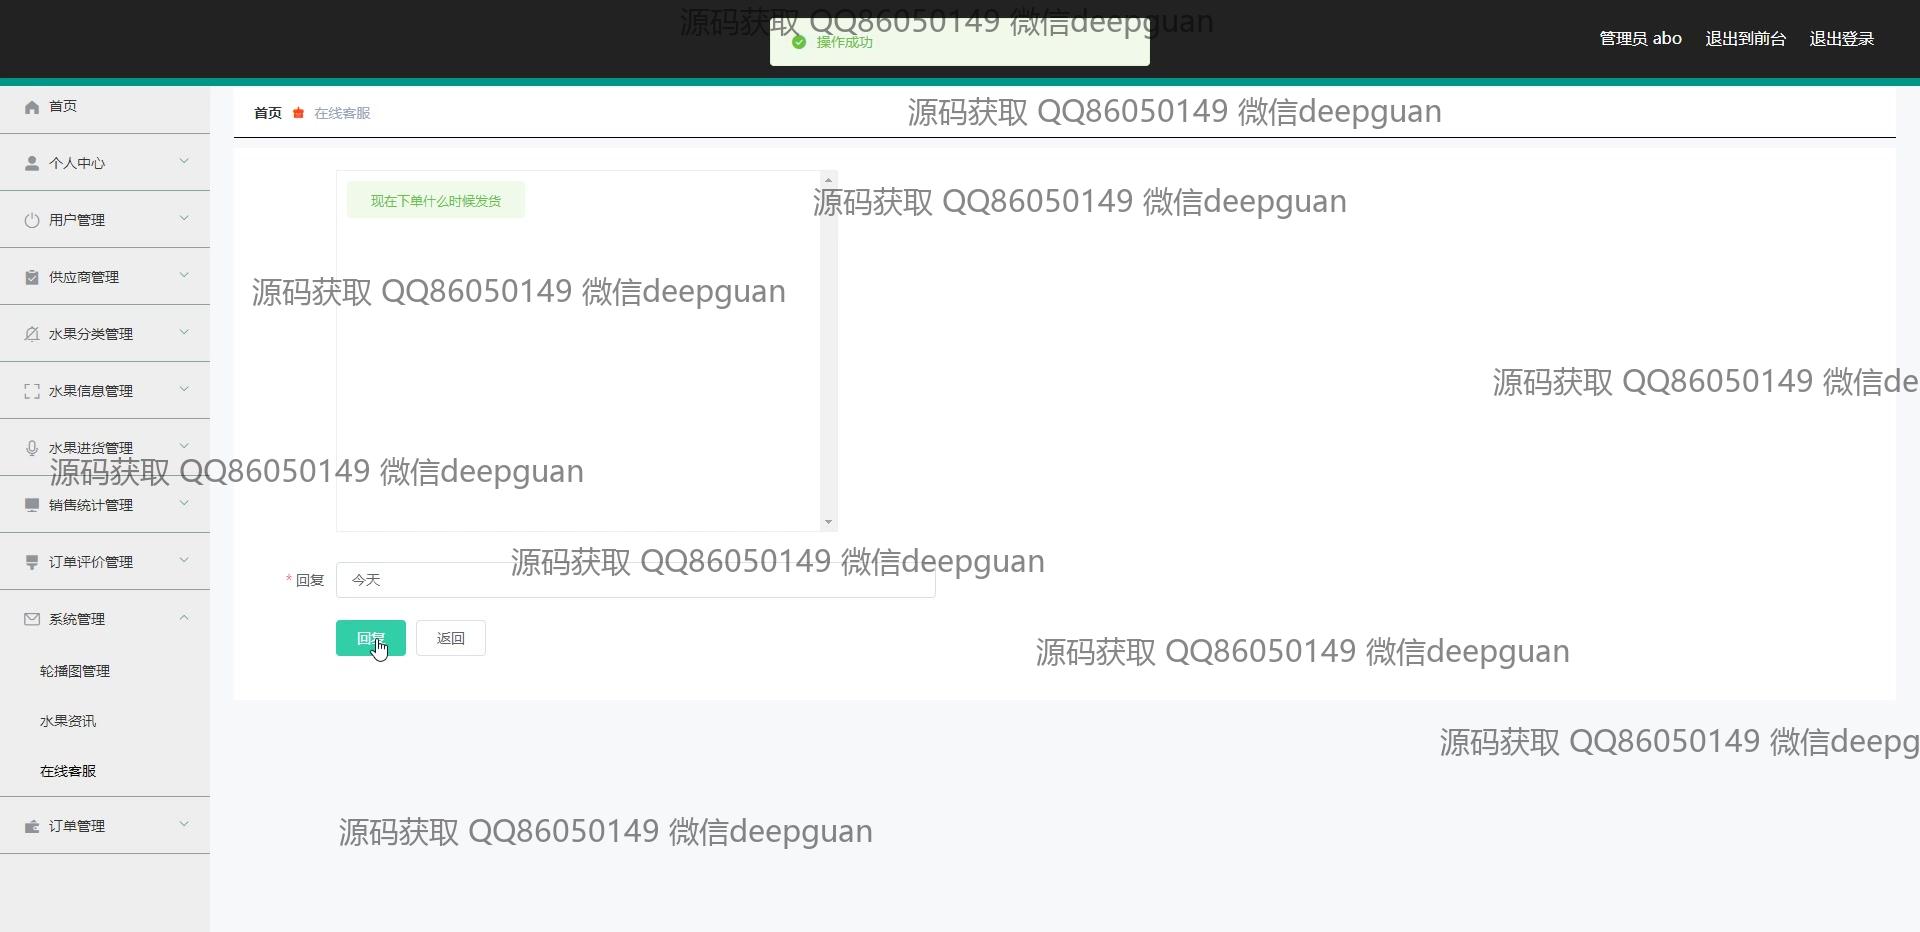 源码获取 QQ86050149 微信deepguan
操作成功
管理员 abo 退出到前台 退出登录
首页
首页 在线客服
源码获取 QQ86050149 微信deepguan
个人中心
现在下单什么时候发货
源码获取 QQ86050149 微信deepguan
用户管理
供应商管理
源码获取 QQ86050149 微信deepguan
水果分类管理
水果信息管理
源码获取 QQ86050149 微信de
水果进货管理
源码获取 QQ86050149 微信deepguan
销售统计管理
订单评价管理
源码获取 QQ86050149 微信deepguan
* 回复 今天
系统管理
回复 返回
源码获取 QQ86050149 微信deepguan
轮播图管理
水果资讯
源码获取 QQ86050149 微信deepg
在线客服
订单管理
源码获取 QQ86050149 微信deepguan